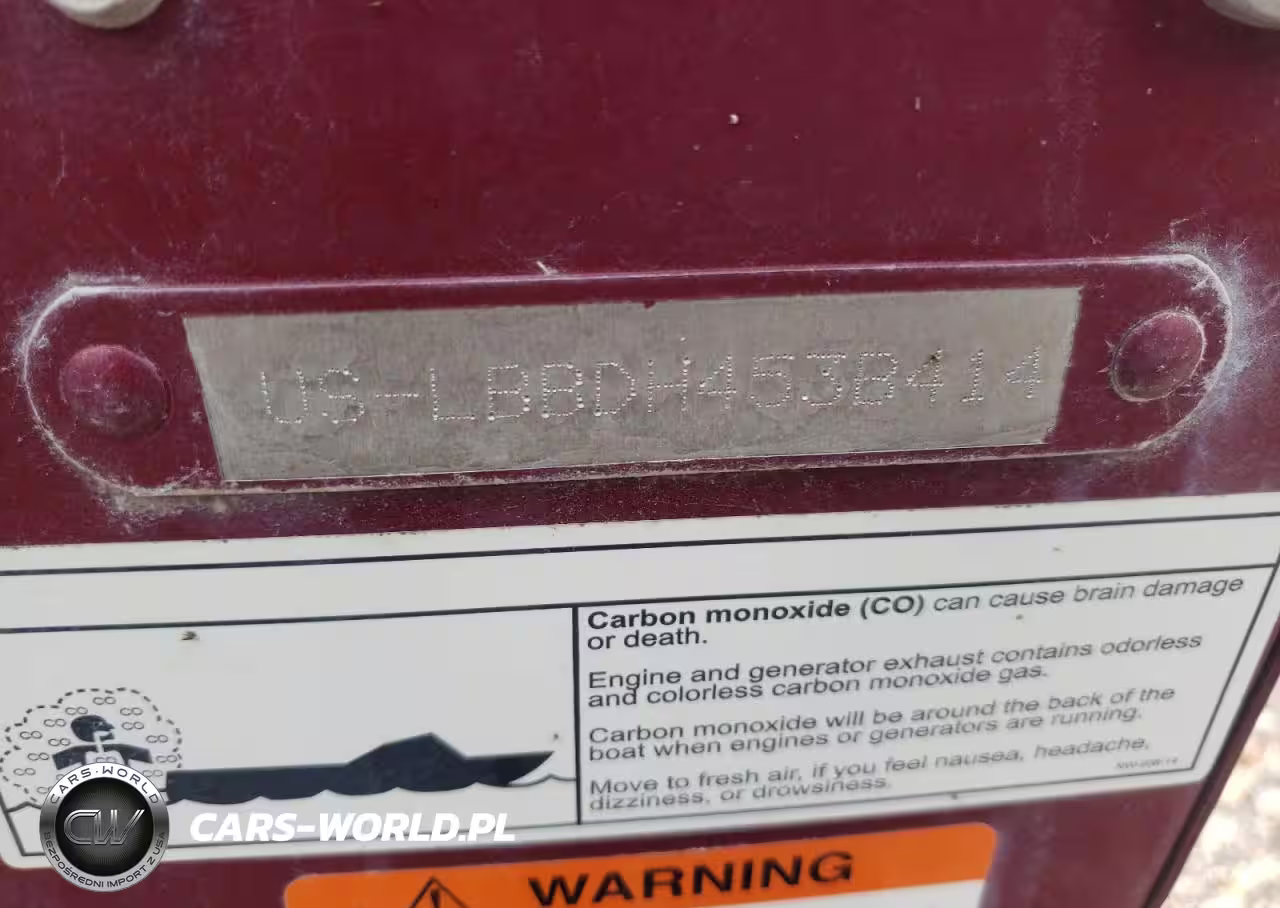 US-LBBDH453B414
Carbon monoxide (CO) can cause brain damage
or death.
Engine and generator exhaust contains odorless
and colorless carbon monoxide gas.
Carbon monoxide will be around the back of the
boat when engines or generators are running.
Move to fresh air, if you feel nausea, headache,
dizziness, or drowsiness.
CARS-WORLD
CW
BEZPOŚREDNI IMPORT Z USA
CARS-WORLD.PL
WARNING